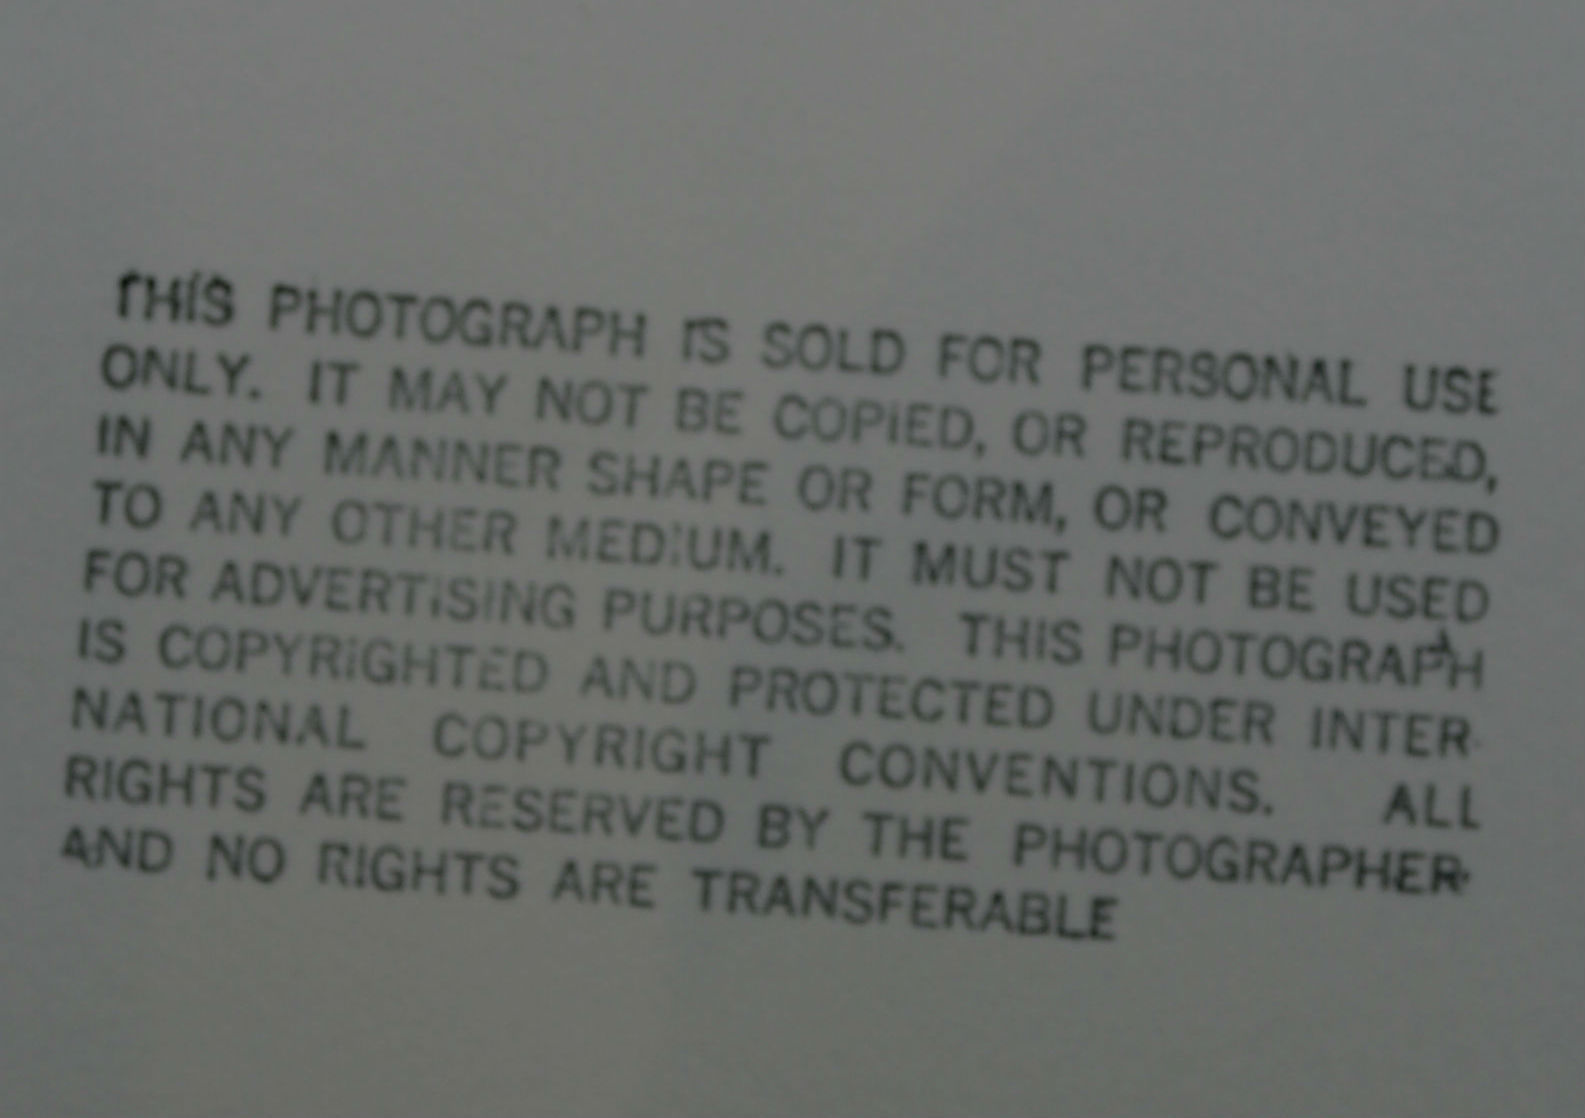 THIS PHOTOGRAPH IS SOLD FOR PERSONAL USE
ONLY. IT MAY NOT BE COPIED, OR REPRODUCED,
IN ANY MANNER SHAPE OR FORM, OR CONVEYED
TO ANY OTHER MEDIUM. IT MUST NOT BE USED
FOR ADVERTISING PURPOSES. THIS PHOTOGRAPH
IS COPYRIGHTED AND PROTECTED UNDER INTER-
NATIONAL COPYRIGHT CONVENTIONS. ALL
RIGHTS ARE RESERVED BY THE PHOTOGRAPHER
AND NO RIGHTS ARE TRANSFERABLE